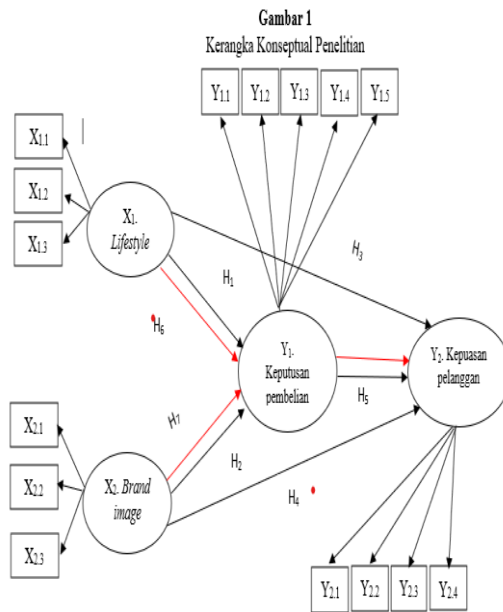 Gambar 1
Kerangka Konseptual Penelitian
Y1.1
Y1.2
Y1.3
Y1.4
Y1.5
X1.1
X1.2
X1.3
X1.
Lifestyle
H3
H1
H6
Y1.
Keputusan
pembelian
Y2. Kepuasan
pelanggan
H5
H7
X2.1
X2.2
X2.3
X2. Brand
image
H2
H4
Y2.1
Y2.2
Y2.3
Y2.4